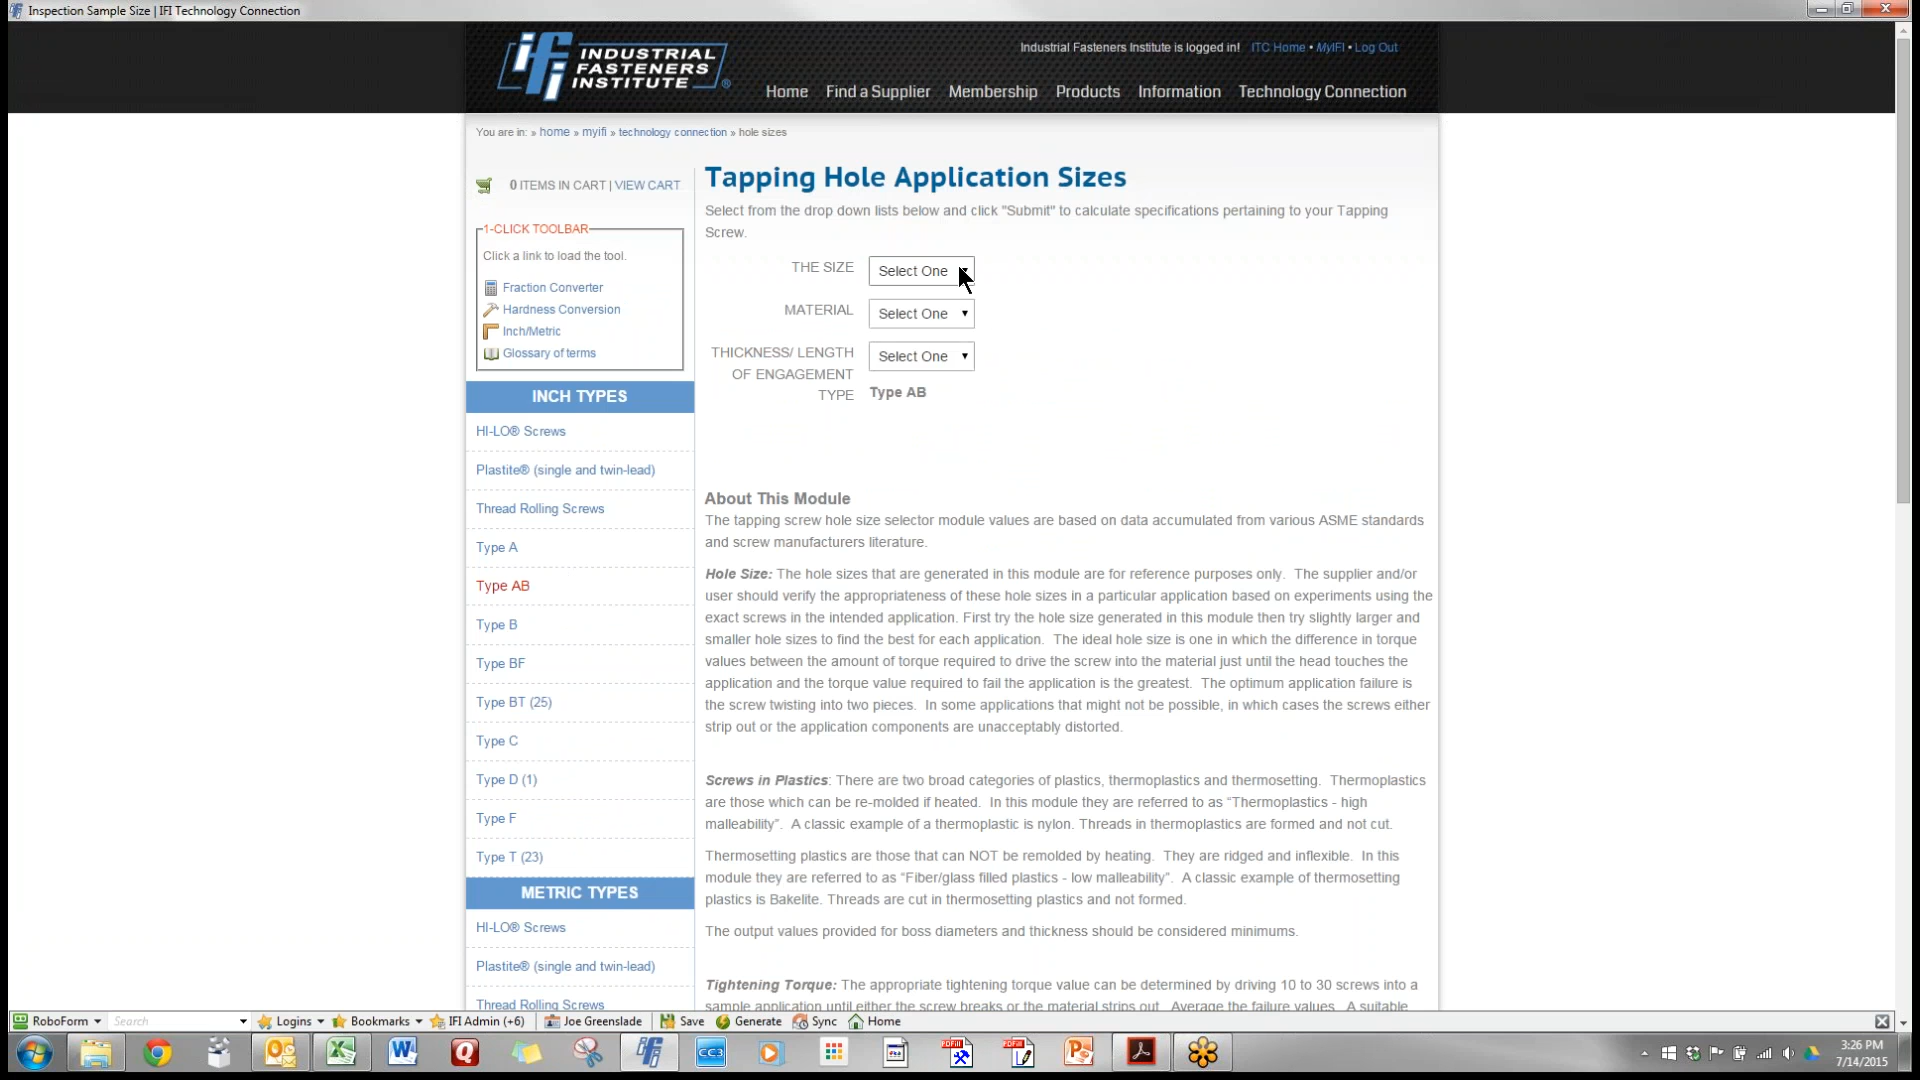 Inspection Sample Size | IFI Technology Connection
ifi INDUSTRIAL
FASTENERS
INSTITUTE ®
Industrial Fasteners Institute is logged in! ITC Home • MyIFI • Log Out
Home Find a Supplier Membership Products Information Technology Connection
You are in: » home » myifi » technology connection » hole sizes
0 ITEMS IN CART | VIEW CART
1-CLICK TOOLBAR
Click a link to load the tool.
Fraction Converter
Hardness Conversion
Inch/Metric
Glossary of terms
INCH TYPES
HI-LO® Screws
Plastite® (single and twin-lead)
Thread Rolling Screws
Type A
Type AB
Type B
Type BF
Type BT (25)
Type C
Type D (1)
Type F
Type T (23)
METRIC TYPES
HI-LO® Screws
Plastite® (single and twin-lead)
Thread Rolling Screws
Tapping Hole Application Sizes
Select from the drop down lists below and click "Submit" to calculate specifications pertaining to your Tapping
Screw.
THE SIZE Select One
MATERIAL Select One
THICKNESS/ LENGTH
OF ENGAGEMENT Select One
TYPE Type AB
About This Module
The tapping screw hole size selector module values are based on data accumulated from various ASME standards
and screw manufacturers literature.
Hole Size: The hole sizes that are generated in this module are for reference purposes only. The supplier and/or
user should verify the appropriateness of these hole sizes in a particular application based on experiments using the
exact screws in the intended application. First try the hole size generated in this module then try slightly larger and
smaller hole sizes to find the best for each application. The ideal hole size is one in which the difference in torque
values between the amount of torque required to drive the screw into the material just until the head touches the
application and the torque value required to fail the application is the greatest. The optimum application failure is
the screw twisting into two pieces. In some applications that might not be possible, in which cases the screws either
strip out or the application components are unacceptably distorted.
Screws in Plastics: There are two broad categories of plastics, thermoplastics and thermosetting. Thermoplastics
are those which can be re-molded if heated. In this module they are referred to as “Thermoplastics - high
malleability”. A classic example of a thermoplastic is nylon. Threads in thermoplastics are formed and not cut.
Thermosetting plastics are those that can NOT be remolded by heating. They are ridged and inflexible. In this
module they are referred to as “Fiber/glass filled plastics - low malleability”. A classic example of thermosetting
plastics is Bakelite. Threads are cut in thermosetting plastics and not formed.
The output values provided for boss diameters and thickness should be considered minimums.
Tightening Torque: The appropriate tightening torque value can be determined by driving 10 to 30 screws into a
sample application until either the screw breaks or the material strips out. Average the failure values. A suitable
RoboForm Search Logins Bookmarks IFI Admin (+6) Joe Greenslade Save Generate Sync Home
CC3
PDFill
PDFill
3:26 PM
7/14/2015